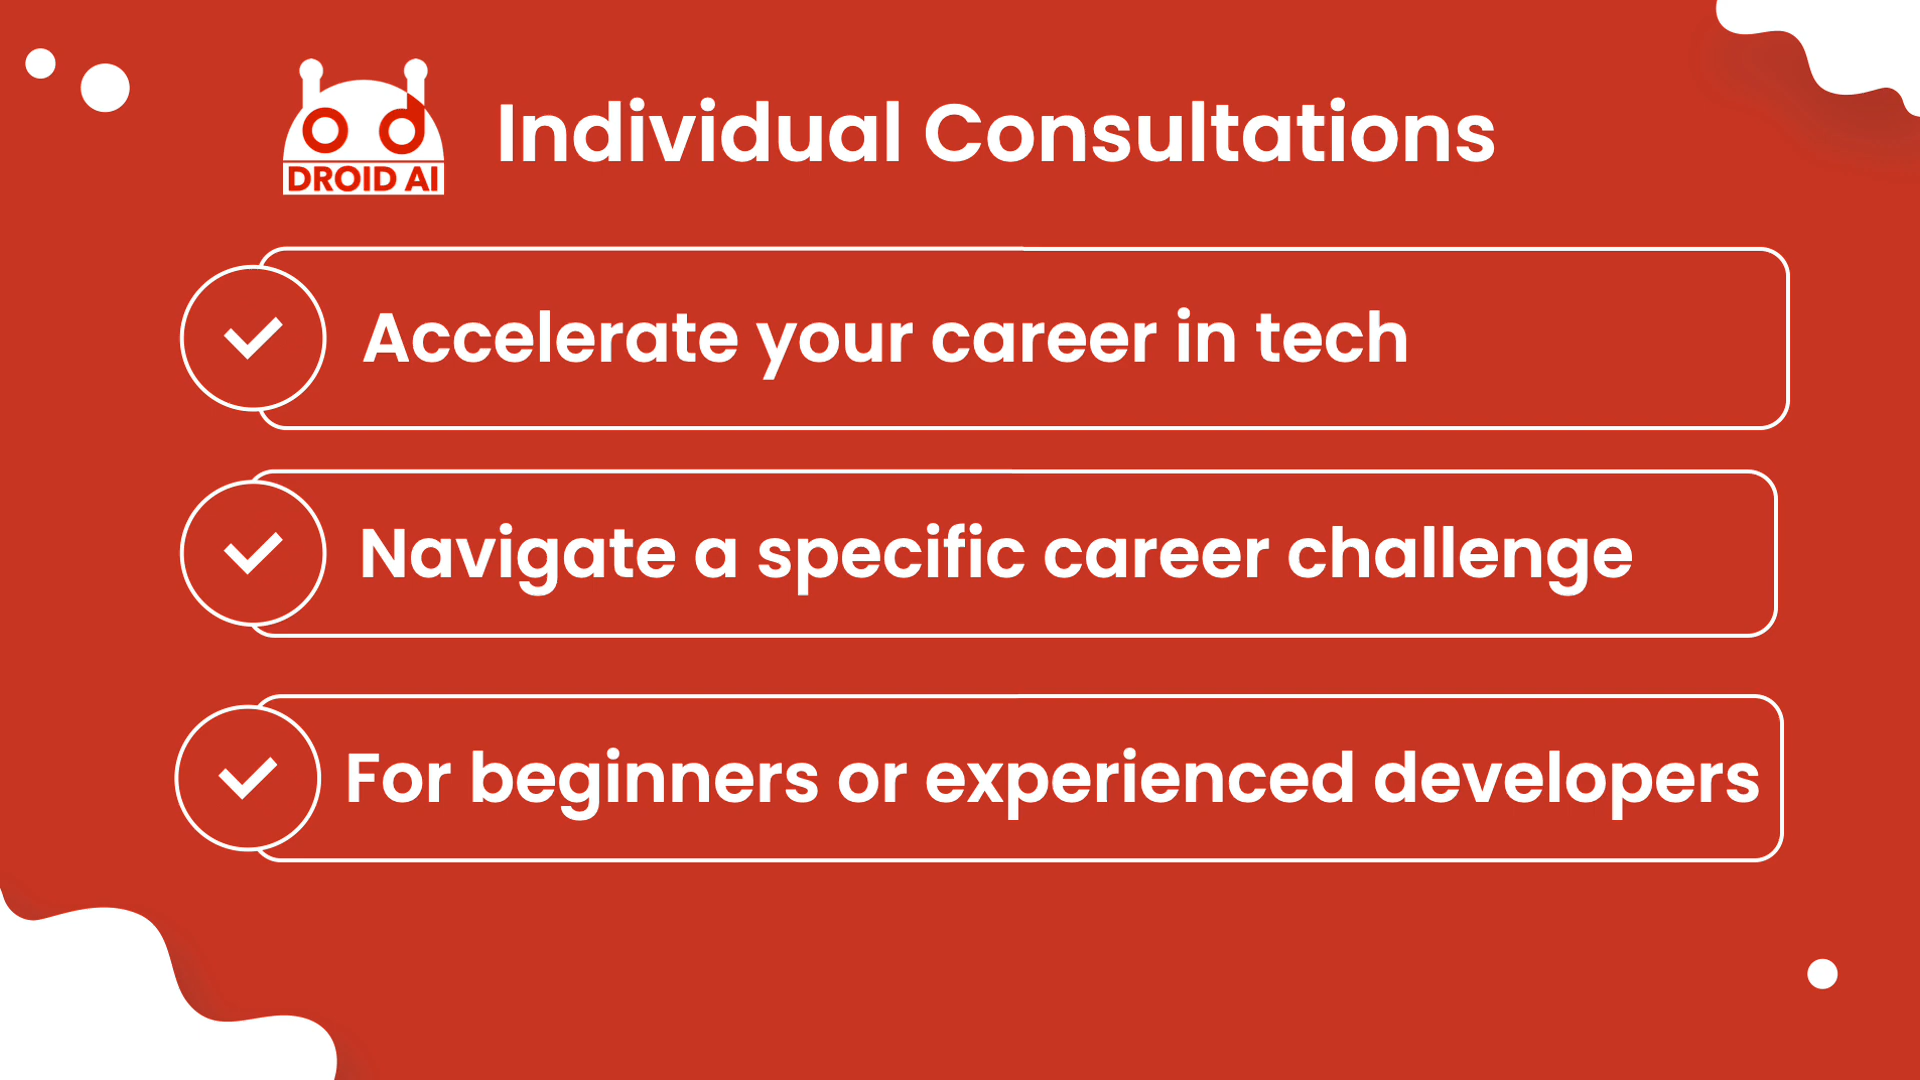 DROID AI
Individual Consultations
Accelerate your career in tech
Navigate a specific career challenge
For beginners or experienced developers